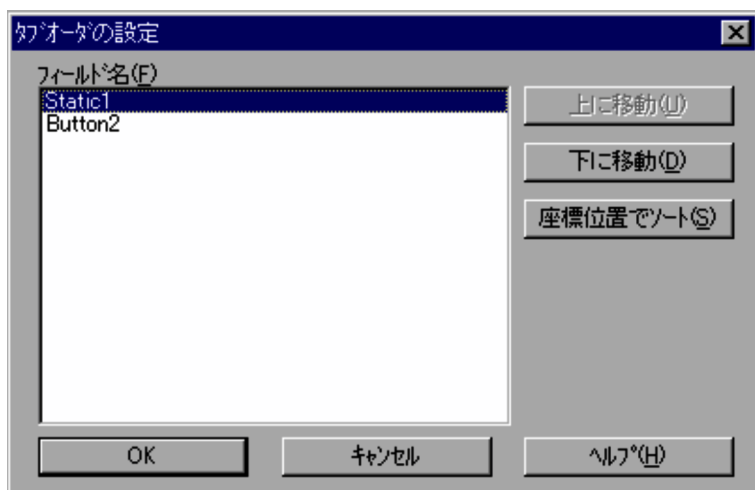 ﾀﾌﾞｵｰﾀﾞの設定
ﾌｨｰﾙﾄﾞ名(F)
Static1
Button2
上に移動(U)
下に移動(D)
座標位置でｿｰﾄ(S)
OK
ｷｬﾝｾﾙ
ﾍﾙﾌﾟ(H)